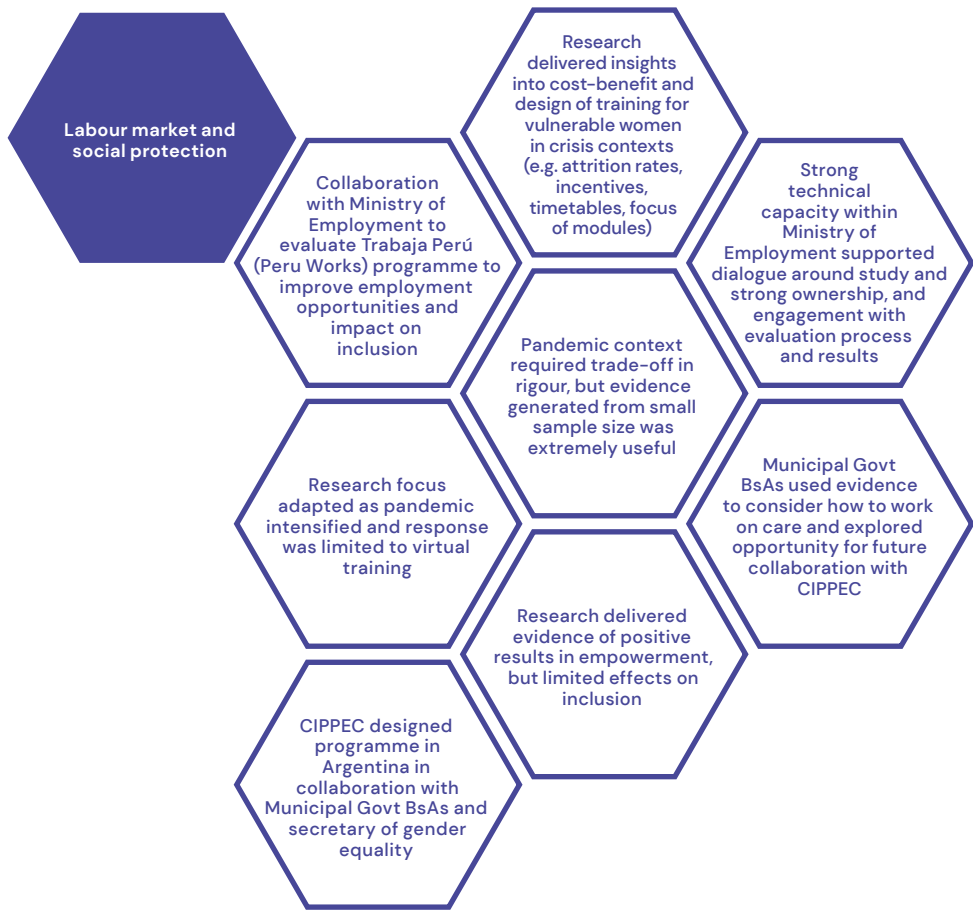 Labour market and
social protection
Research
delivered insights
into cost-benefit and
design of training for
vulnerable women
in crisis contexts
(e.g. attrition rates,
incentives,
timetables, focus
of modules)
Collaboration
with Ministry of
Employment to
evaluate Trabaja Perú
(Peru Works) programme to
improve employment
opportunities and
impact on
inclusion
Strong
technical
capacity within
Ministry of
Employment supported
dialogue around study and
strong ownership, and
engagement with
evaluation process
and results
Pandemic context
required trade-off in
rigour, but evidence
generated from small
sample size was
extremely useful
Research focus
adapted as pandemic
intensified and response
was limited to virtual
training
Municipal Govt
BsAs used evidence
to consider how to work
on care and explored
opportunity for future
collaboration with
CIPPEC
Research delivered
evidence of positive
results in empowerment,
but limited effects on
inclusion
CIPPEC designed
programme in
Argentina in
collaboration with
Municipal Govt BsAs and
secretary of gender
equality